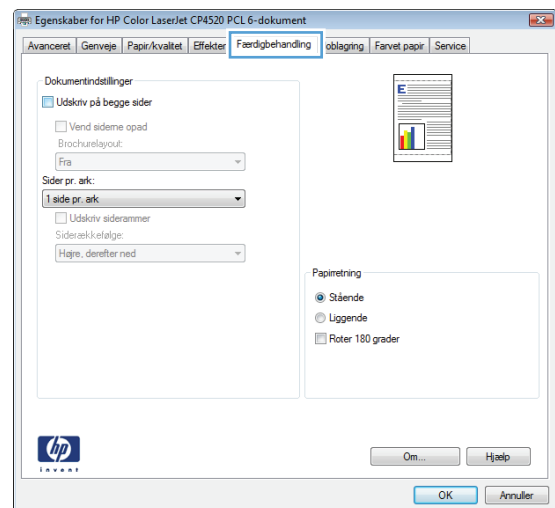 Egenskaber for HP Color LaserJet CP4520 PCL 6-dokument
Avanceret Genveje Papir/kvalitet Effekter Færdigbehandling oblagring Farvet papir Service
Dokumentindstillinger
Udskriv på begge sider
Vend siderne opad
Brochurelayout:
Fra
Sider pr. ark:
1 side pr. ark
Udskriv siderammer
Siderækkefølge:
Højre, derefter ned
E
Papirretning
Stående
Liggende
Roter 180 grader
hp
invent
Om... Hjælp
OK Annuller